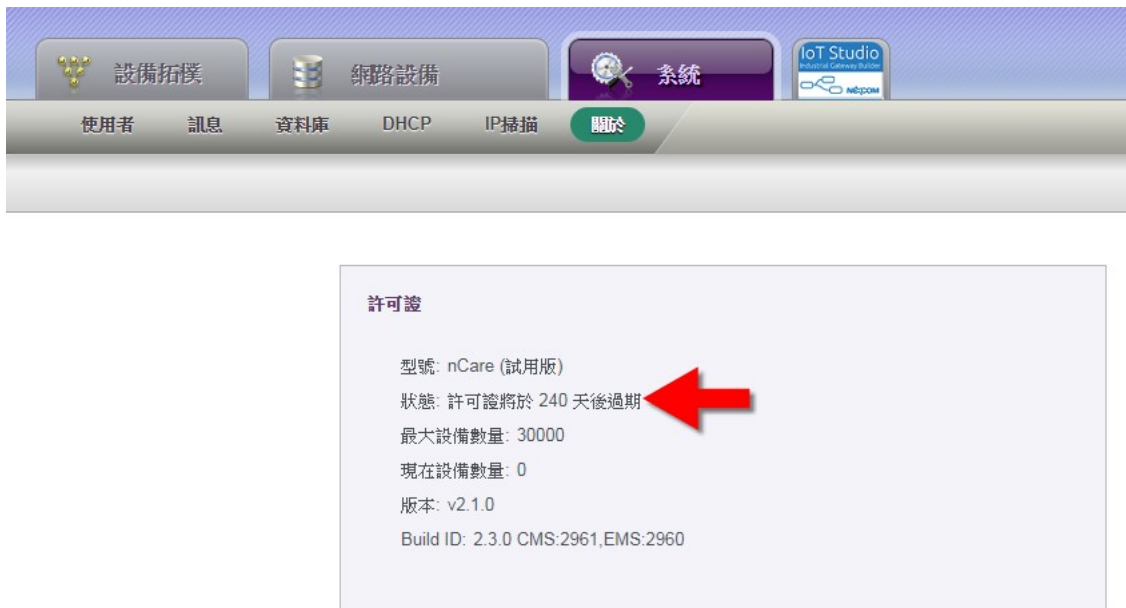 設備拓樸 網路設備 系統 IoT Studio
Industrial Gateway Builder
NEXCOM
使用者 訊息 資料庫 DHCP IP掃描 關於
許可證
型號: nCare (試用版)
狀態: 許可證將於 240 天後過期
最大設備數量: 30000
現在設備數量: 0
版本: v2.1.0
Build ID: 2.3.0 CMS:2961,EMS:2960